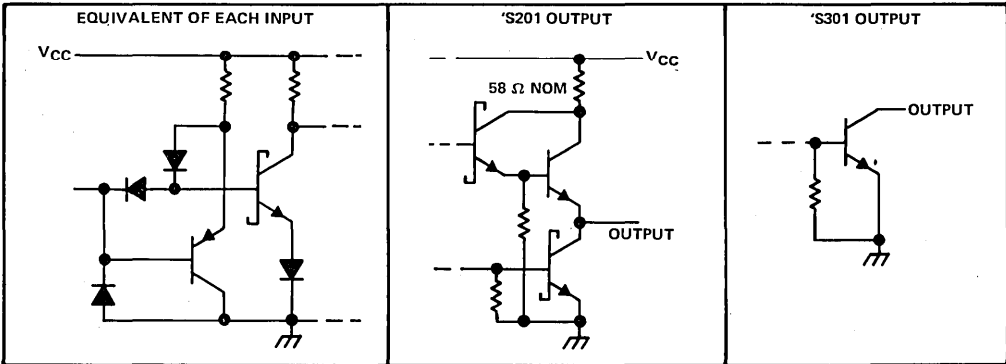 EQUIVALENT OF EACH INPUT
VCC
'S201 OUTPUT
VCC
58 Ω NOM
OUTPUT
'S301 OUTPUT
OUTPUT